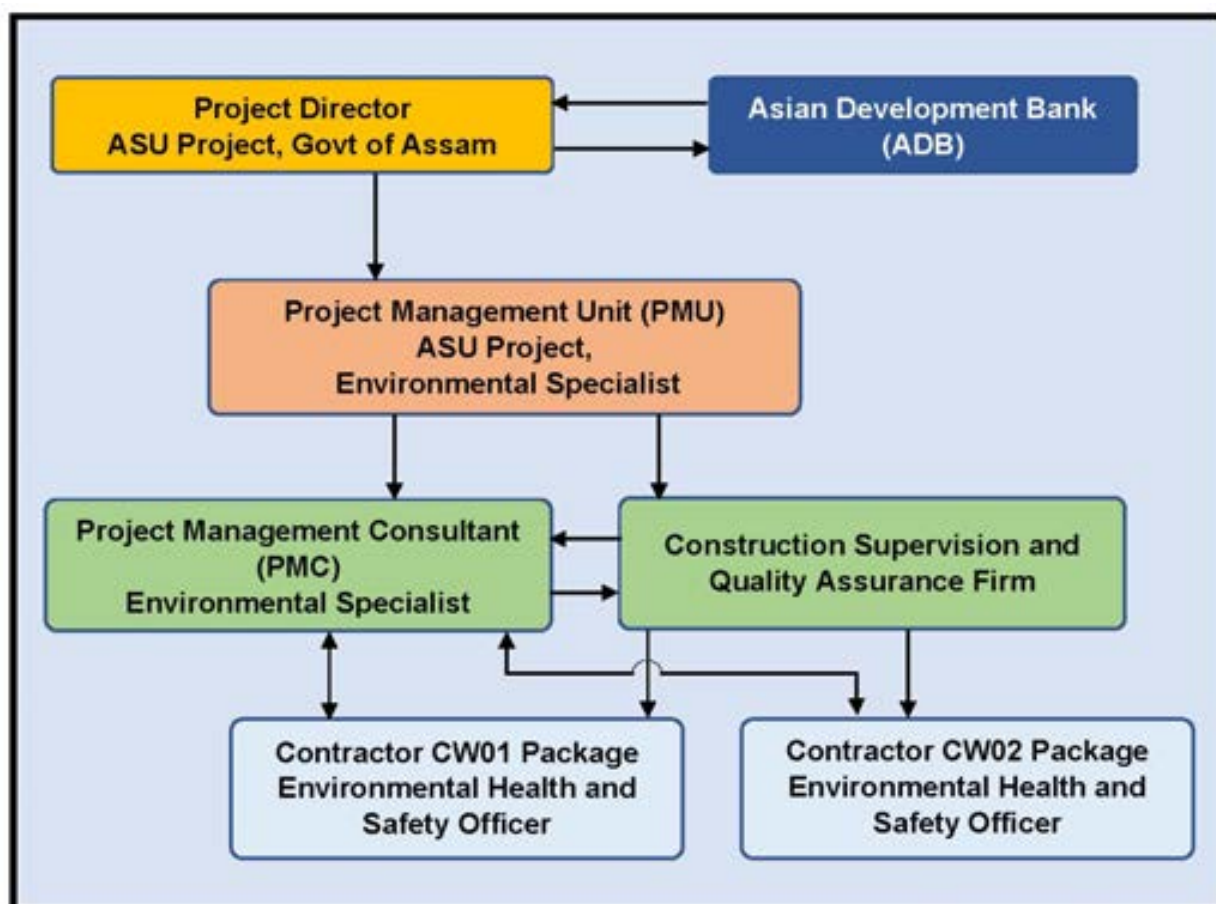 Project Director
ASU Project, Govt of Assam
Asian Development Bank
(ADB)
Project Management Unit (PMU)
ASU Project,
Environmental Specialist
Project Management Consultant
(PMC)
Environmental Specialist
Construction Supervision and
Quality Assurance Firm
Contractor CW01 Package
Environmental Health and
Safety Officer
Contractor CW02 Package
Environmental Health and
Safety Officer